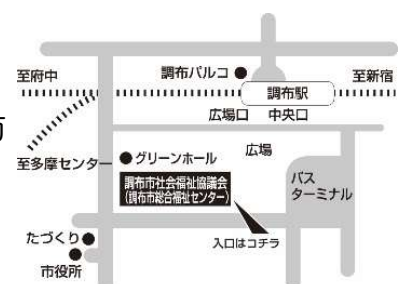 至府中
調布パルコ
至新宿
調布駅
広場口
中央口
至多摩センター
グリーンホール
広場
調布市社会福祉協議会
(調布市総合福祉センター)
バス
ターミナル
たづくり
入口はコチラ
市役所